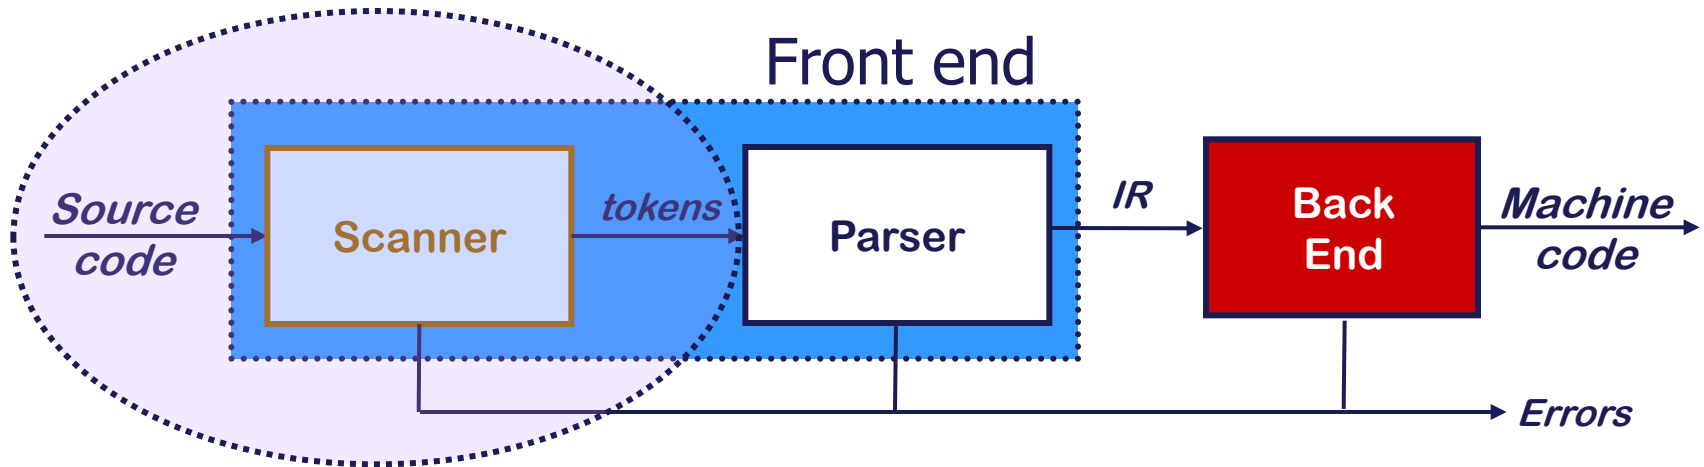 Front end
Source
code
Scanner
tokens
Parser
IR
Back
End
Machine
code
Errors